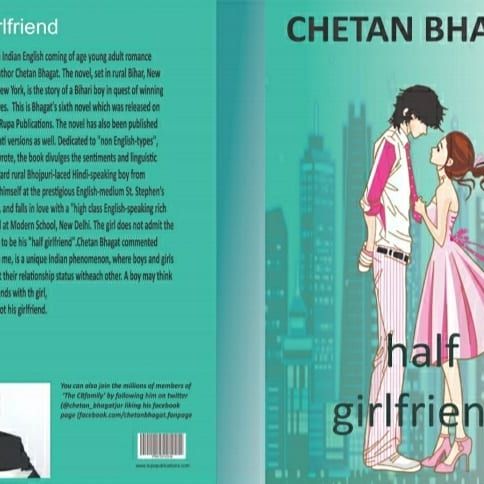 rlfriend
Indian English coming of age young adult romance
thor Chetan Bhagat. The novel, set in rural Bihar, New
ew York, is the story of a Bihari boy in quest of winning
es. This is Bhagat's sixth novel which was released on
Rupa Publications. The novel has also been published
ati versions as well. Dedicated to "non English-types",
rote, the book divulges the sentiments and linguistic
ard rural Bhojpuri-laced Hindi-speaking boy from
himself at the prestigious English-medium St. Stephen's
, and falls in love with a "high class English-speaking rich
l at Modern School, New Delhi. The girl does not admit the
to be his "half girlfriend".Chetan Bhagat commented
me, is a unique Indian phenomenon, where boys and girls
t their relationship status witheach other. A boy may think
ends with th girl,
ot his girlfriend.
You can also join the millions of members of
'The CBfamily' by following him on twitter
(@chetan_bhagat)or liking his facebook
page (facebook.com/chetanbhagat.fanpage
www.rupapublications.com
CHETAN BHA
half
girlfrien